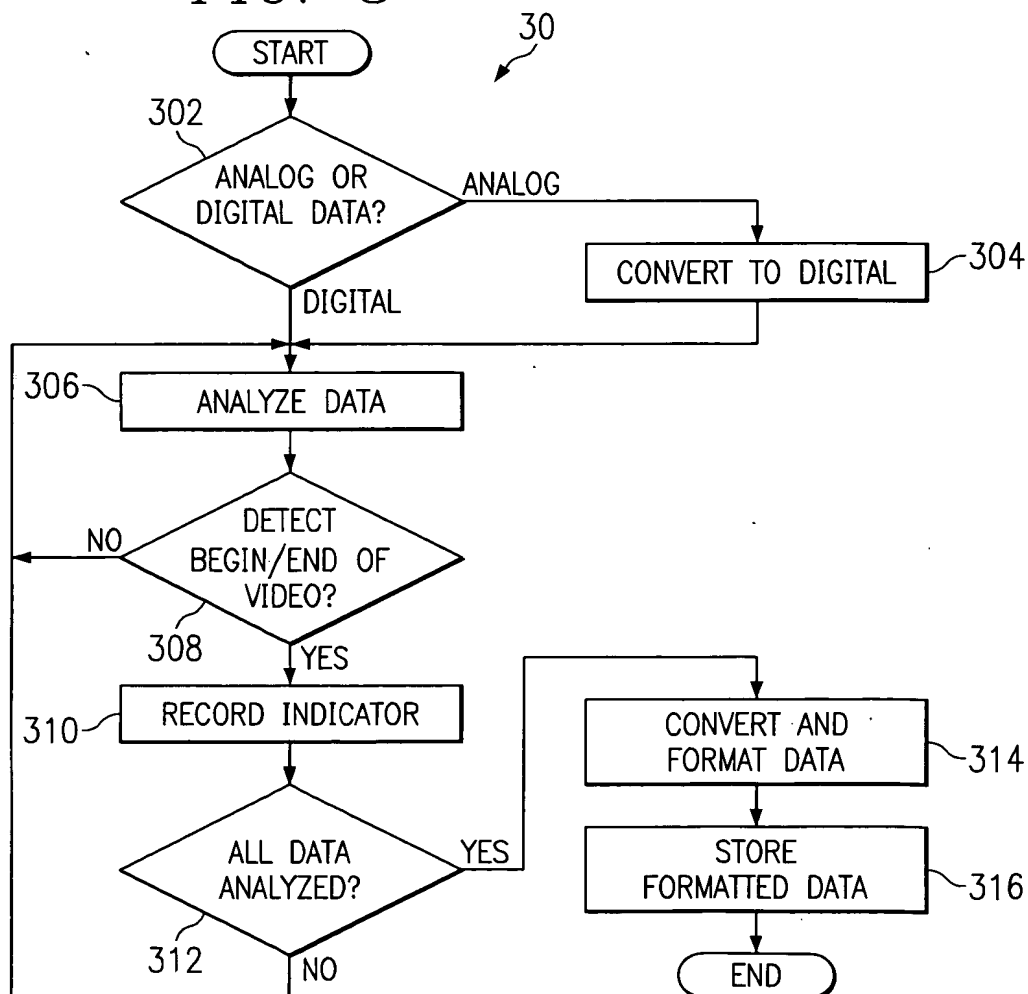 30
START
302
ANALOG OR
DIGITAL DATA?
ANALOG
304
CONVERT TO DIGITAL
DIGITAL
306
ANALYZE DATA
DETECT
BEGIN/END OF
VIDEO?
NO
308
YES
310
RECORD INDICATOR
CONVERT AND
FORMAT DATA
314
ALL DATA
ANALYZED?
YES
STORE
FORMATTED DATA
316
312
NO
END